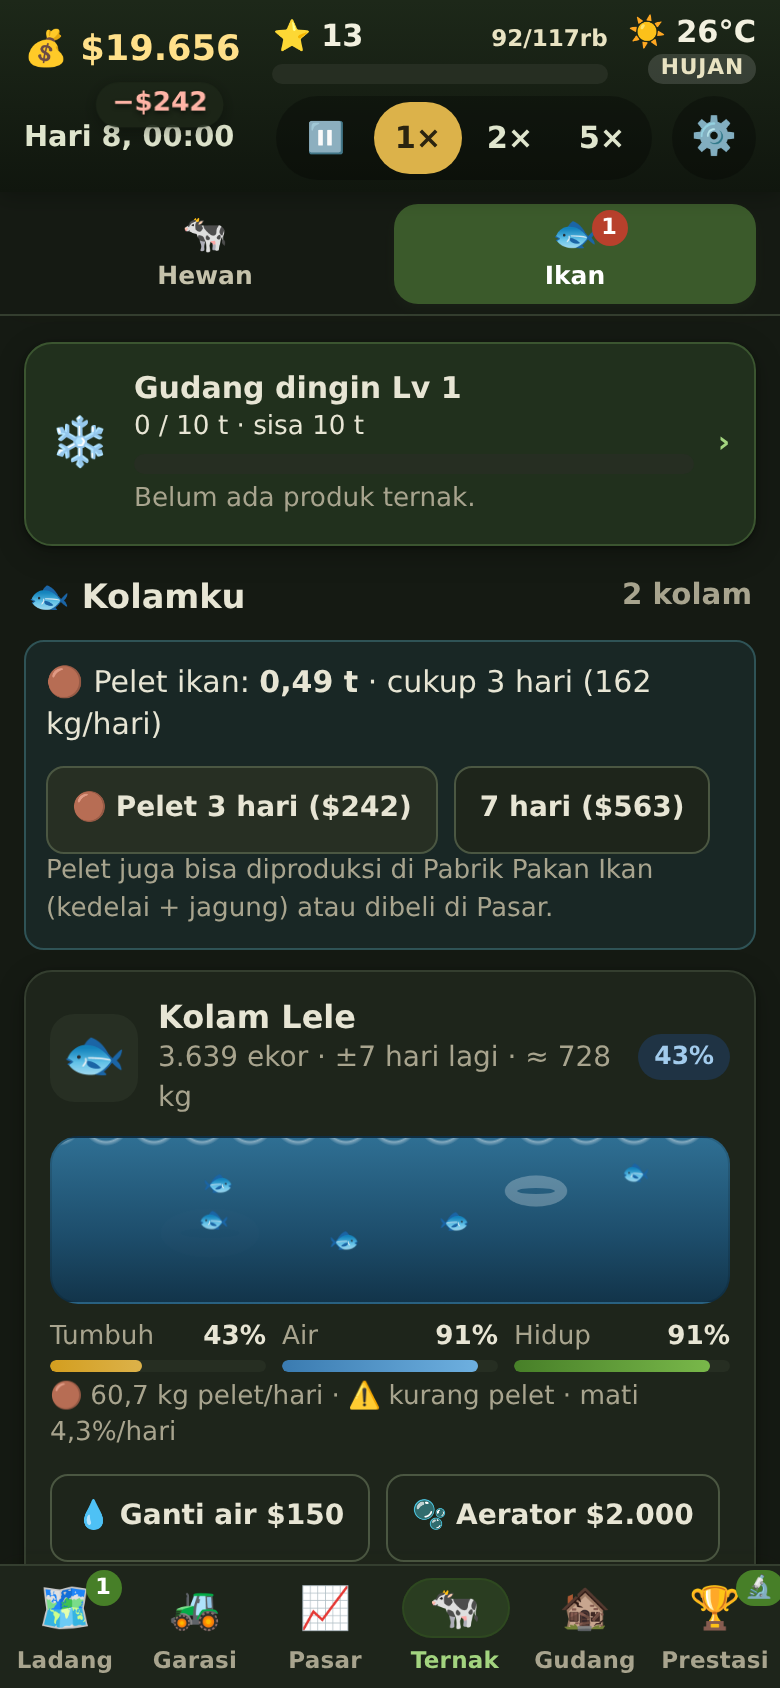 $19.656
13
92/117rb
26°C
HUJAN
−$242
Hari 8, 00:00
1×
2×
5×
Hewan
1
Ikan
Gudang dingin Lv 1
0 / 10 t · sisa 10 t
›
Belum ada produk ternak.
Kolamku
2 kolam
Pelet ikan: 0,49 t · cukup 3 hari (162
kg/hari)
Pelet 3 hari ($242)
7 hari ($563)
Pelet juga bisa diproduksi di Pabrik Pakan Ikan
(kedelai + jagung) atau dibeli di Pasar.
Kolam Lele
3.639 ekor · ±7 hari lagi · ≈ 728
kg
43%
Tumbuh 43%
Air 91%
Hidup 91%
60,7 kg pelet/hari · ⚠️ kurang pelet · mati
4,3%/hari
Ganti air $150
Aerator $2.000
1
Ladang
Garasi
Pasar
Ternak
Gudang
Prestasi